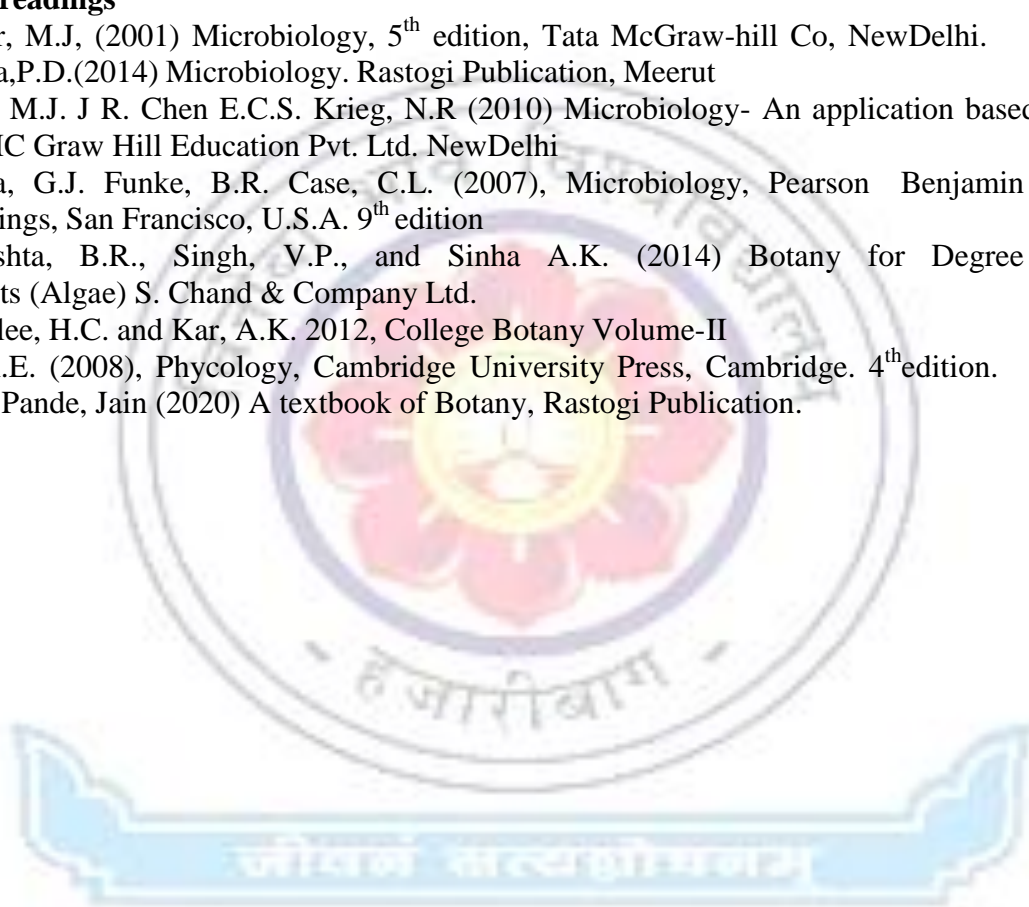 readings
r, M.J, (2001) Microbiology, 5th edition, Tata McGraw-hill Co, NewDelhi.
a,P.D.(2014) Microbiology. Rastogi Publication, Meerut
M.J. J R. Chen E.C.S. Krieg, N.R (2010) Microbiology- An application based
IC Graw Hill Education Pvt. Ltd. NewDelhi
a, G.J. Funke, B.R. Case, C.L. (2007), Microbiology, Pearson Benjamin
ings, San Francisco, U.S.A. 9th edition
shta, B.R., Singh, V.P., and Sinha A.K. (2014) Botany for Degree
ts (Algae) S. Chand & Company Ltd.
lee, H.C. and Kar, A.K. 2012, College Botany Volume-II
.E. (2008), Phycology, Cambridge University Press, Cambridge. 4thedition.
Pande, Jain (2020) A textbook of Botany, Rastogi Publication.
- हजारीबाग -